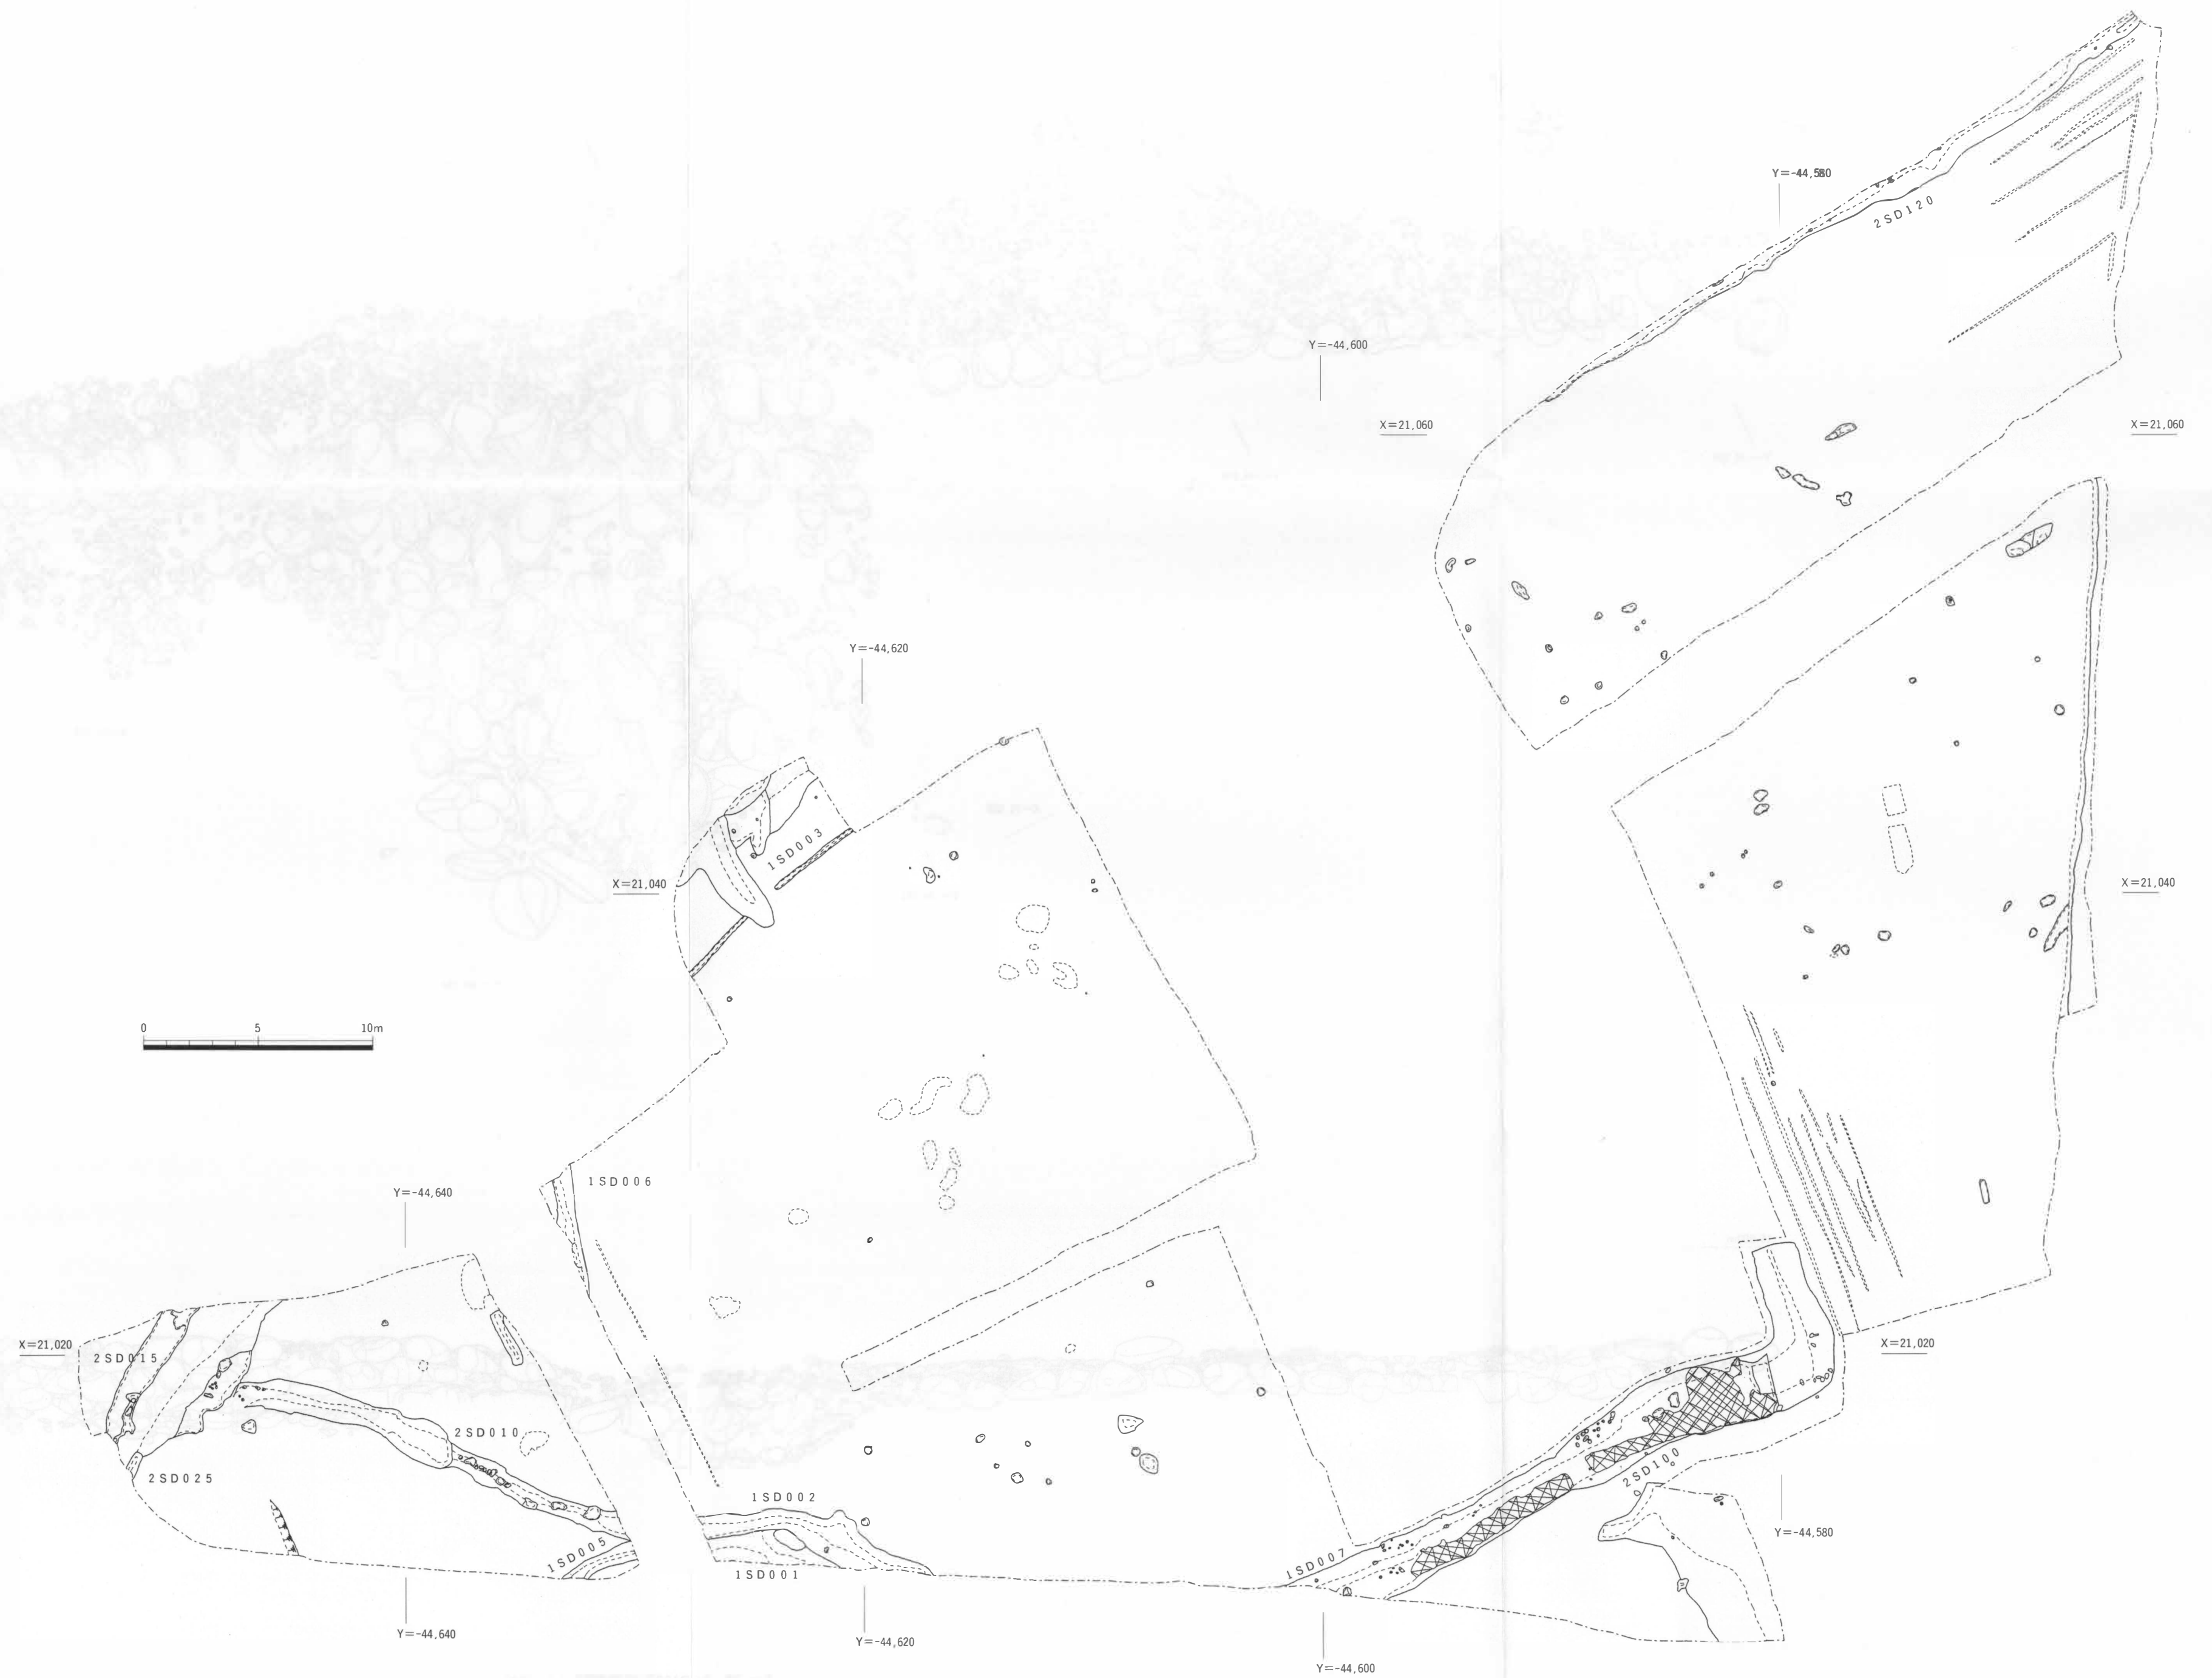 Y=-44,580
2SD120
Y=-44,600
X=21,060
X=21,060
Y=-44,620
1SD003
X=21,040
X=21,040
0 5 10m
1SD006
Y=-44,640
X=21,020
2SD015
X=21,020
2SD010
2SD025
2SD100
1SD002
Y=-44,580
1SD005
1SD007
1SD001
Y=-44,640
Y=-44,620
Y=-44,600